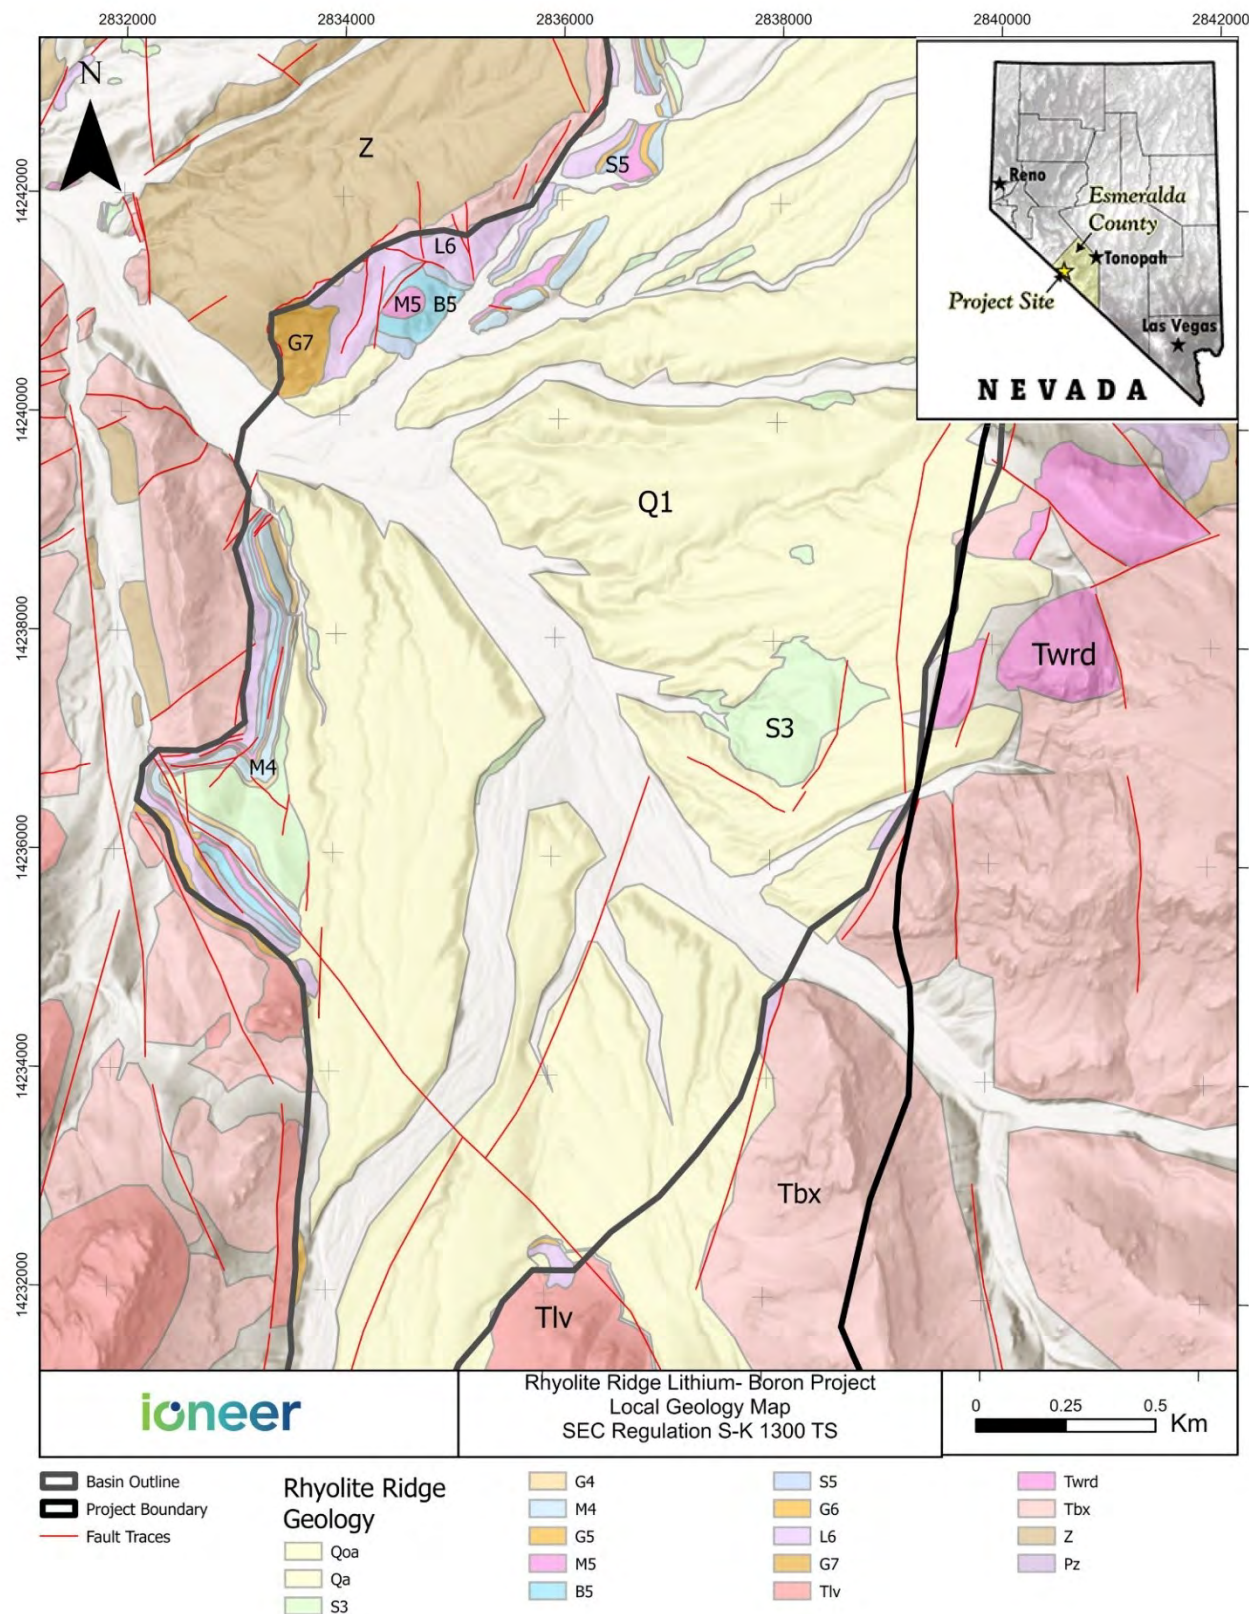 2832000 2834000 2836000 2838000 2840000 2842000
N
14242000
14240000
14238000
14236000
14234000
14232000
Z
S5
L6
M5 B5
G7
Q1
Twrd
S3
M4
Tbx
Tlv
Reno
Esmeralda
County
Tonopah
Project Site
Las Vegas
NEVADA
ioneer
Rhyolite Ridge Lithium- Boron Project
Local Geology Map
SEC Regulation S-K 1300 TS
0 0.25 0.5
Km
Basin Outline
Project Boundary
Fault Traces
Rhyolite Ridge
Geology
Qoa
Qa
S3
G4
M4
G5
M5
B5
S5
G6
L6
G7
Tlv
Twrd
Tbx
Z
Pz